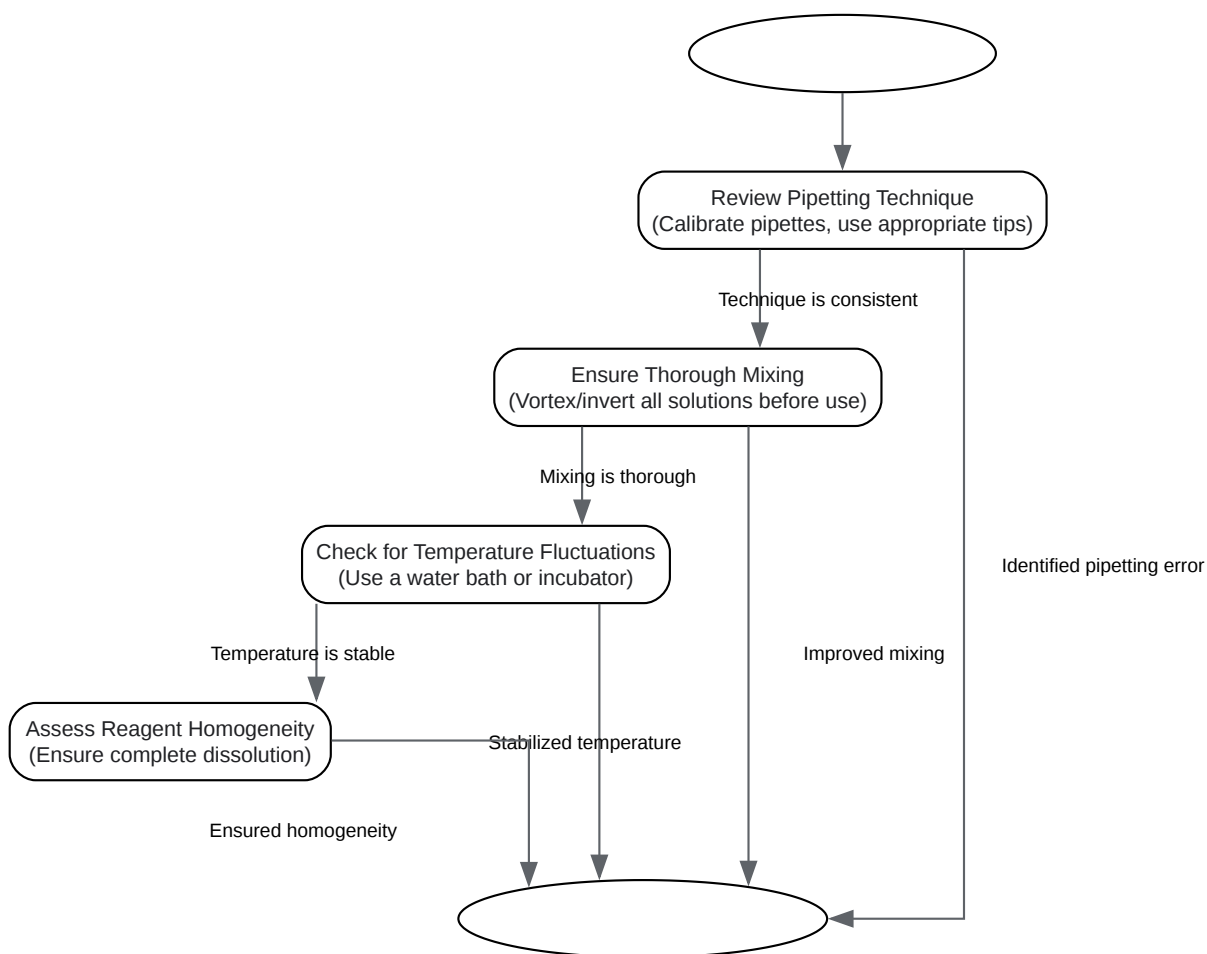 Review Pipetting Technique
(Calibrate pipettes, use appropriate tips)
Technique is consistent
Ensure Thorough Mixing
(Vortex/invert all solutions before use)
Mixing is thorough
Check for Temperature Fluctuations
(Use a water bath or incubator)
Identified pipetting error
Temperature is stable
Improved mixing
Assess Reagent Homogeneity
(Ensure complete dissolution)
Stabilized temperature
Ensured homogeneity